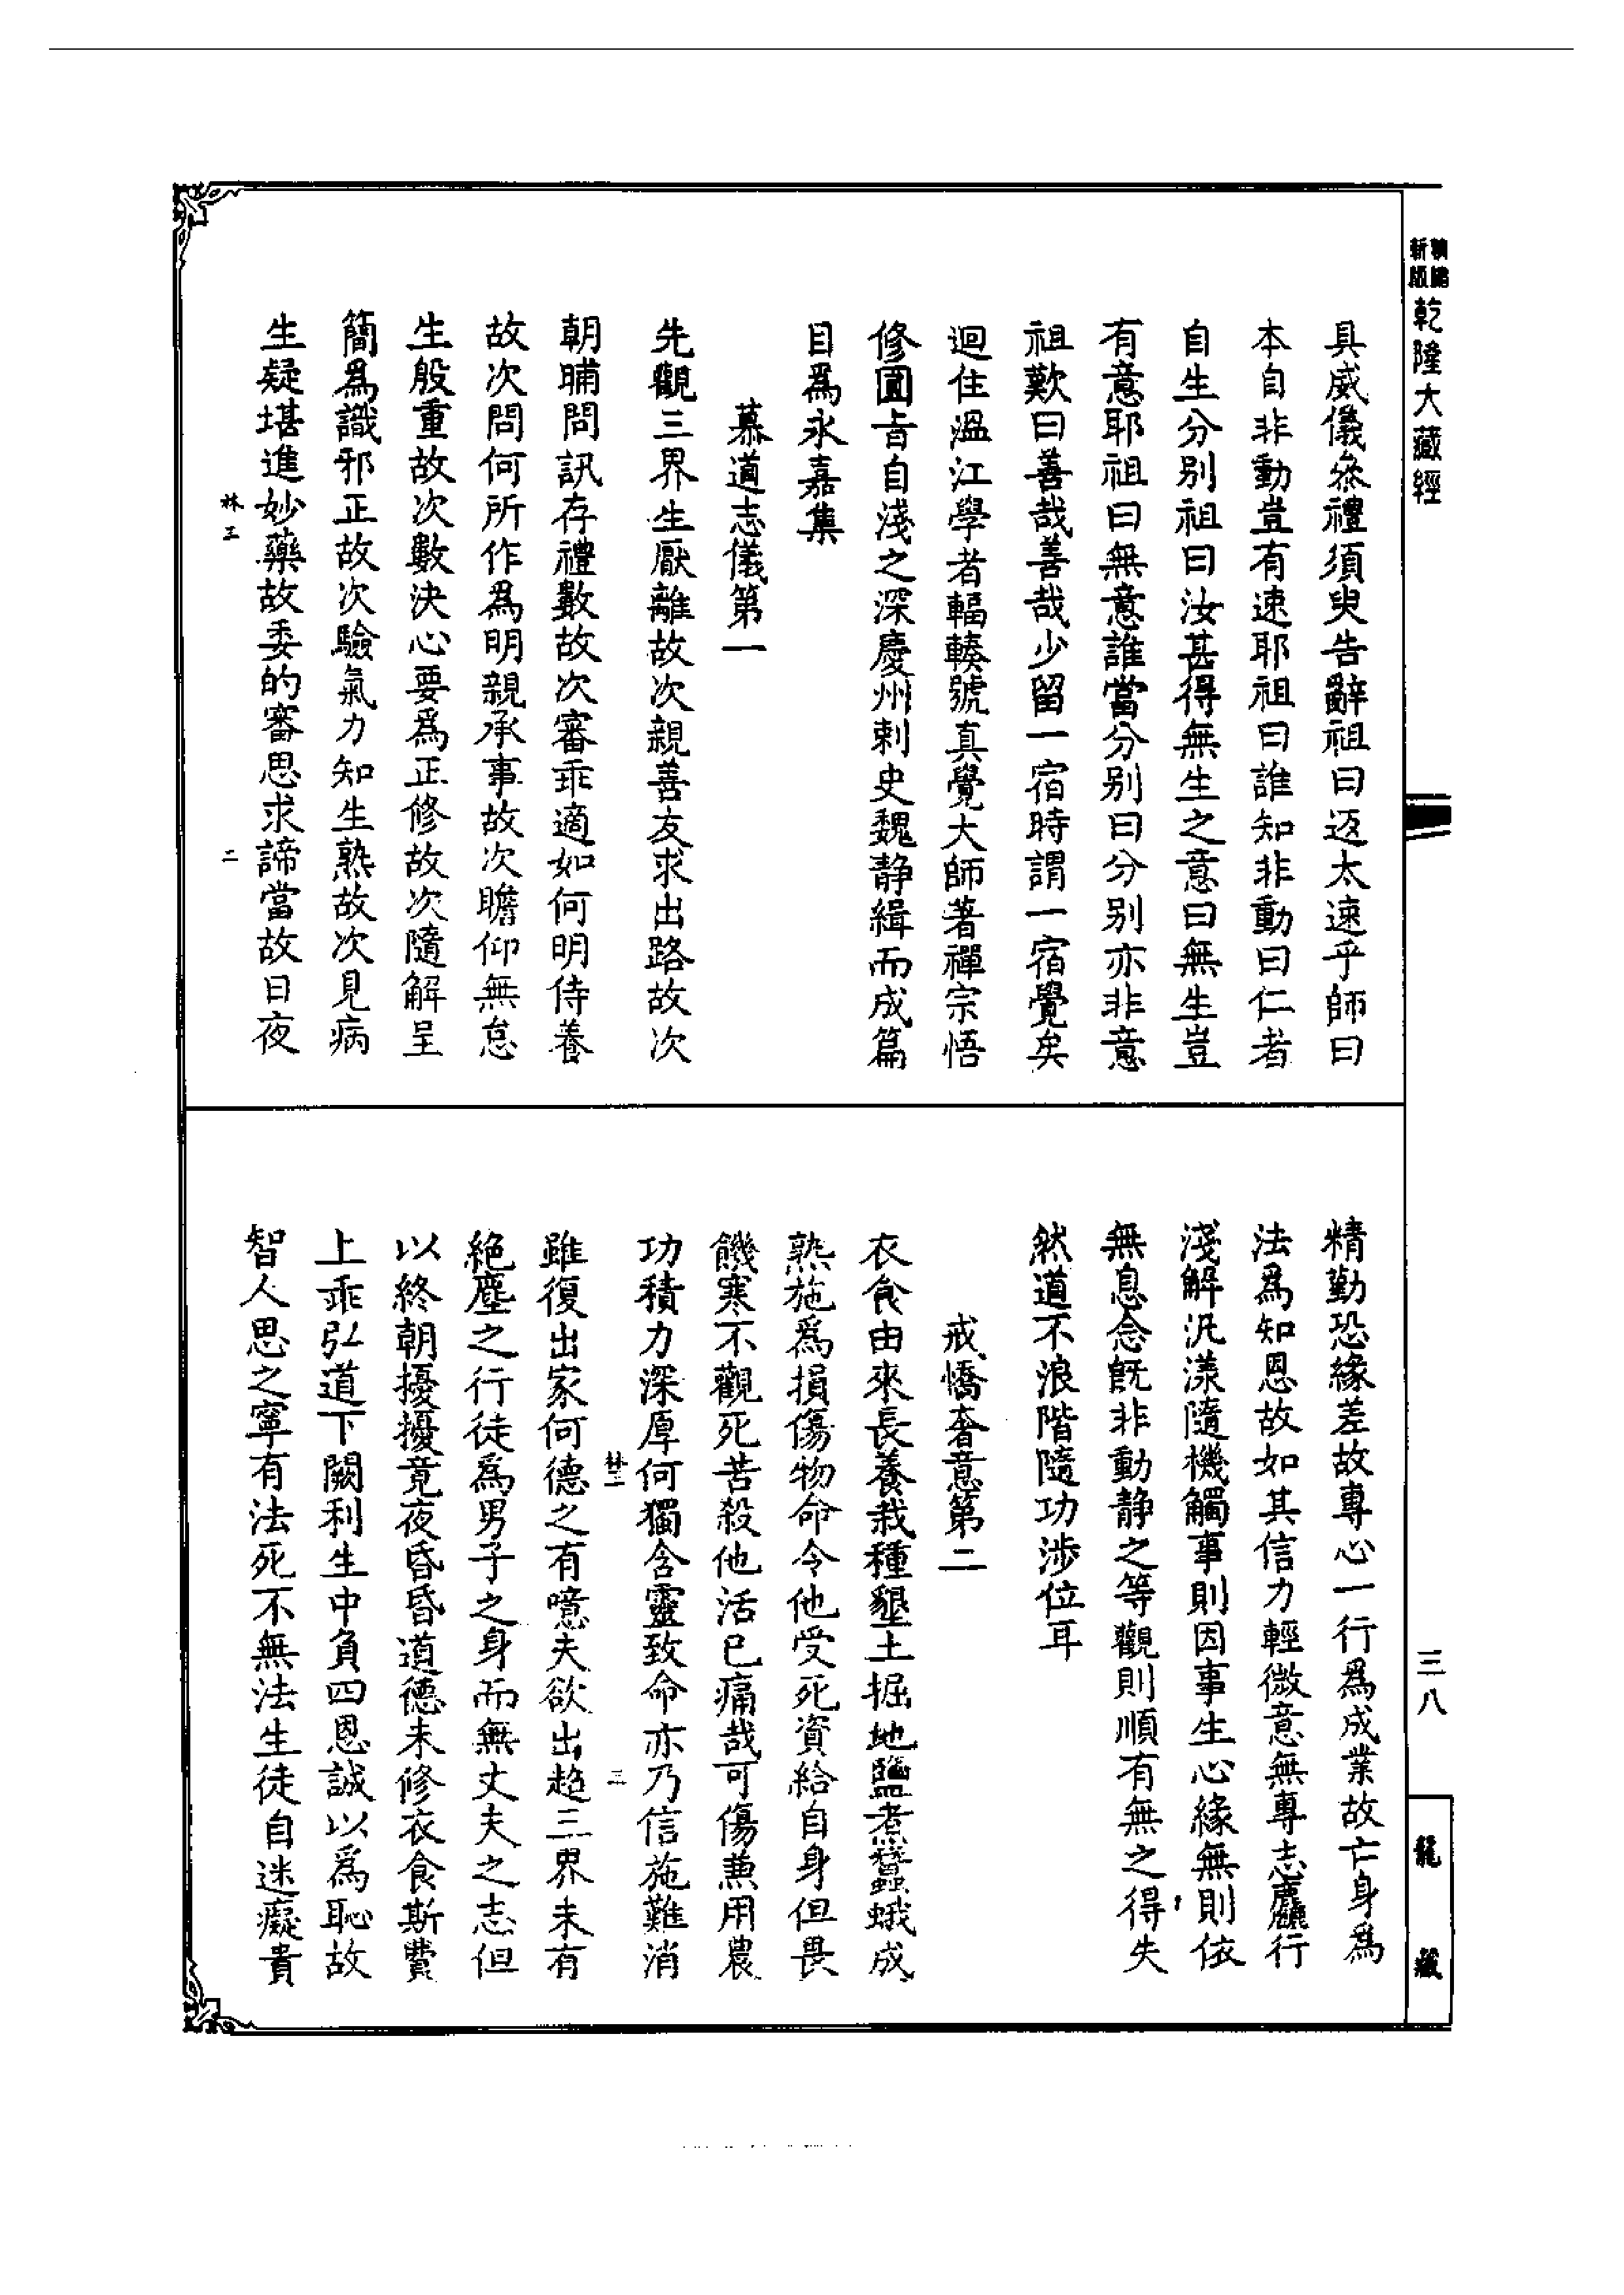 新版
乾隆大藏經
三八
龍藏
具威儀叅禮須臾告辭祖曰返太速乎師曰
本自非動豈有速耶祖曰誰知非動曰仁者
自生分别祖曰汝甚得無生之意曰無生豈
有意耶祖曰無意誰當分别曰分别亦非意
祖歎曰善哉善哉少留一宿時謂一宿覺矣
迴住溫江學者輻輳號真覺大師著禪宗悟
修圓旨自淺之深慶州刺史魏静緝而成篇
目爲永嘉集
慕道志儀第一
先觀三界生厭離故次親善友求出路故次
朝晡問訊存禮數故次審乖適如何明侍養
故次問何所作爲明親承事故次瞻仰無怠
生殷重故次數決心要爲正修故次隨解呈
簡爲識邪正故次驗氣力知生熟故次見病
生疑堪進妙藥故委的審思求諦當故日夜
林三 二
精勤恐緣差故專心一行爲成業故亡身爲
法爲知恩故如其信力輕微意無專志麤行
淺解汎漾隨機觸事則因事生心緣無則依
無息念旣非動静之等觀則順有無之得失
然道不浪階隨功涉位耳
戒憍奢意第二
衣食由來長養栽種墾土掘地鹽煮蠶蛾成
熟施爲損傷物命令他受死資給自身但畏
饑寒不觀死苦殺他活已痛哉可傷兼用農
功積力深厚何獨含靈致命亦乃信施難消
林三 三
雖復出家何德之有噫夫欲出趋三界未有
絕塵之行徒爲男子之身而無丈夫之志但
以終朝擾擾竟夜昏昏道德未修衣食斯費
上乖弘道下闕利生中負四恩誠以爲恥故
智人思之寧有法死不無法生徒自迷癡貴